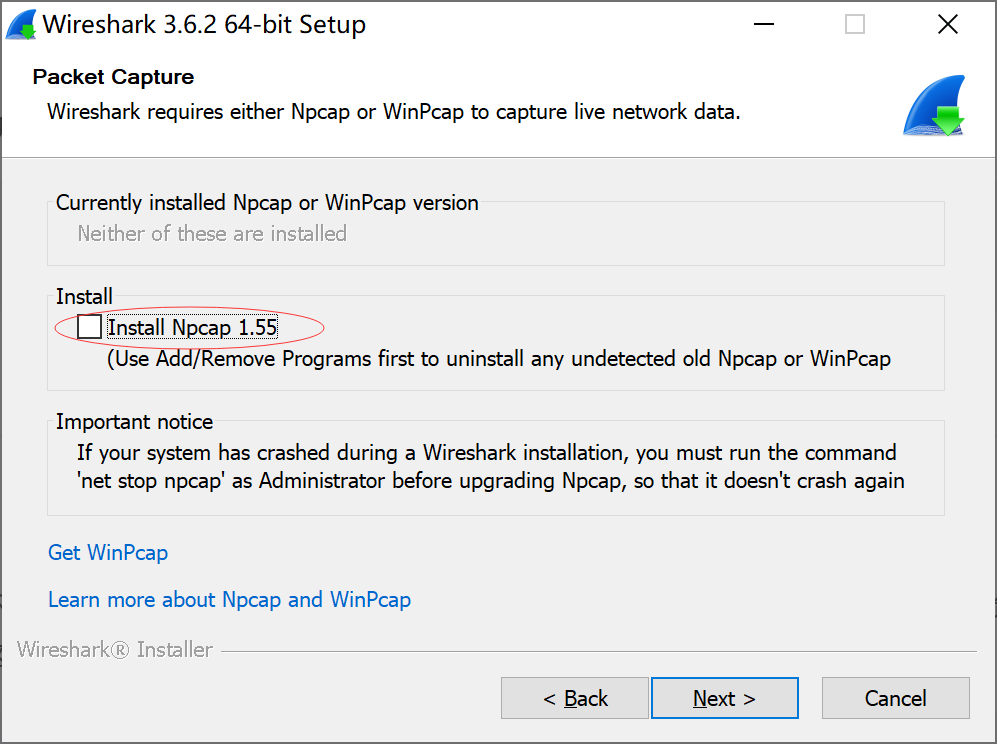 Wireshark 3.6.2 64-bit Setup
Packet Capture
Wireshark requires either Npcap or WinPcap to capture live network data.
Currently installed Npcap or WinPcap version
Neither of these are installed
Install
Install Npcap 1.55
(Use Add/Remove Programs first to uninstall any undetected old Npcap or WinPcap
Important notice
If your system has crashed during a Wireshark installation, you must run the command
'net stop npcap' as Administrator before upgrading Npcap, so that it doesn't crash again
Get WinPcap
Learn more about Npcap and WinPcap
Wireshark® Installer
< Back
Next >
Cancel